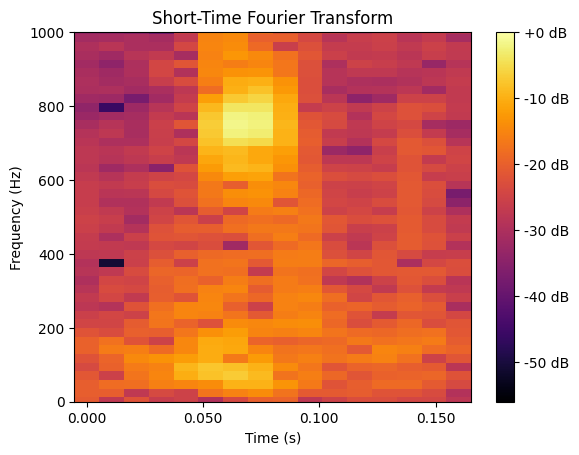 Short-Time Fourier Transform
1000
800
600
400
200
0
Frequency (Hz)
0.000
0.050
0.100
0.150
Time (s)
+0 dB
-10 dB
-20 dB
-30 dB
-40 dB
-50 dB